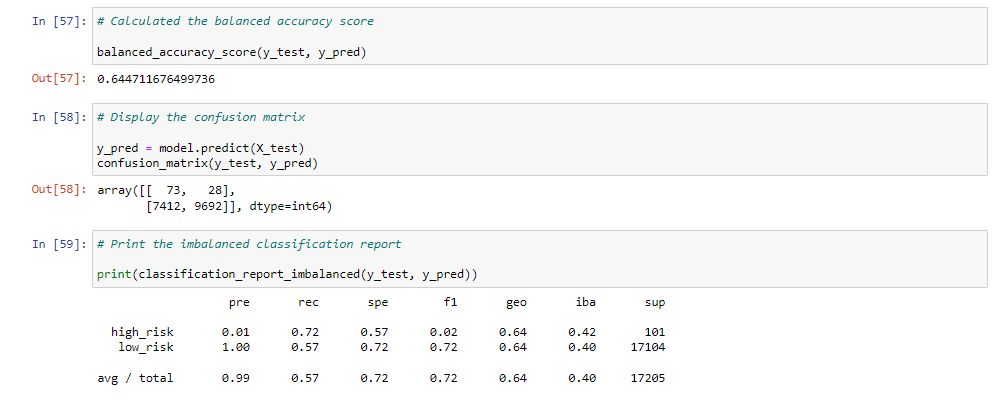 In [57]: # Calculated the balanced accuracy score
balanced_accuracy_score(y_test, y_pred)
Out[57]: 0.644711676499736
In [58]: # Display the confusion matrix
y_pred = model.predict(X_test)
confusion_matrix(y_test, y_pred)
Out[58]: array([[  73,   28],
       [7412, 9692]], dtype=int64)
In [59]: # Print the imbalanced classification report
print(classification_report_imbalanced(y_test, y_pred))
pre rec spe f1 geo iba sup
high_risk 0.01 0.72 0.57 0.02 0.64 0.42 101
low_risk 1.00 0.57 0.72 0.72 0.64 0.40 17104
avg / total 0.99 0.57 0.72 0.72 0.64 0.40 17205